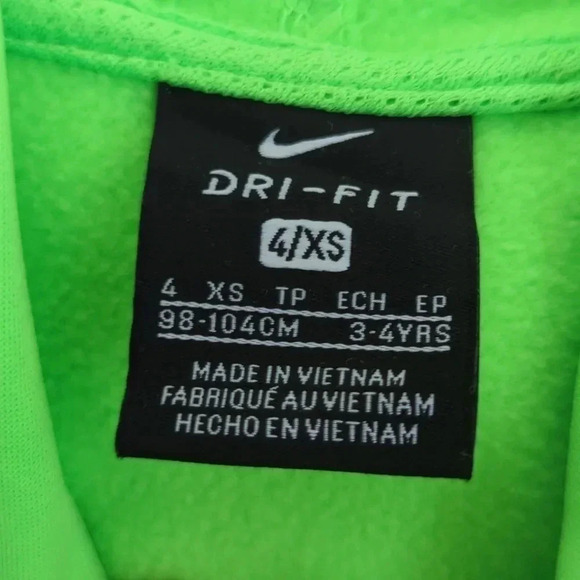 DRI-FIT
4/XS
4 XS TP ECH EP
98-104CM 3-4YRS
MADE IN VIETNAM
FABRIQUÉ AU VIETNAM
HECHO EN VIETNAM